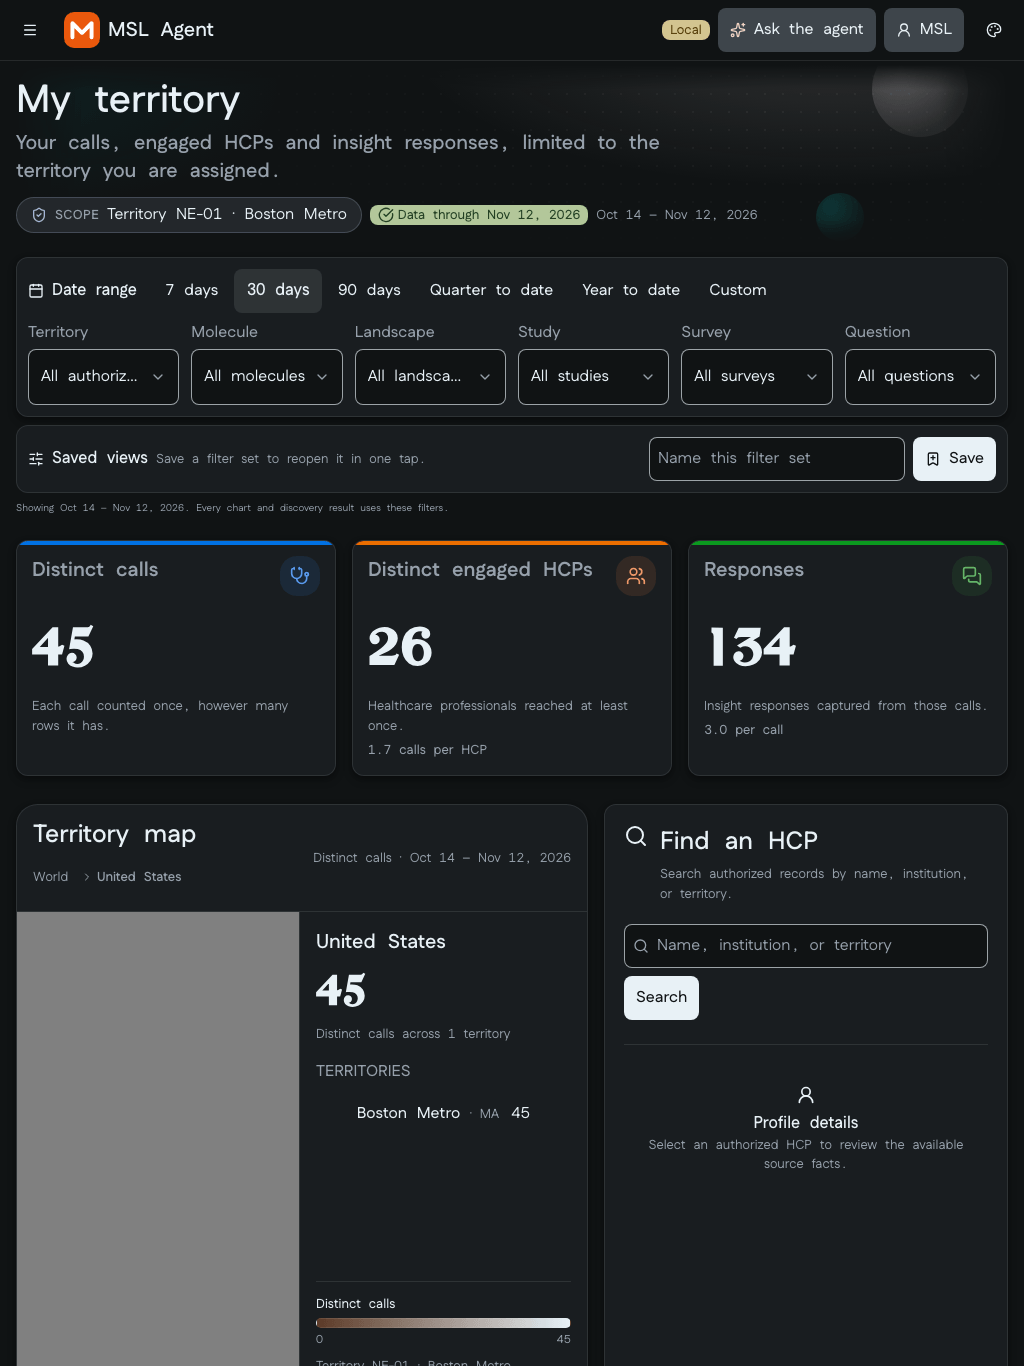 MSL Agent
Local
Ask the agent
MSL
My territory
Your calls, engaged HCPs and insight responses, limited to the
territory you are assigned.
SCOPE Territory NE-01 · Boston Metro
Data through Nov 12, 2026
Oct 14 – Nov 12, 2026
Date range
7 days
30 days
90 days
Quarter to date
Year to date
Custom
Territory
Molecule
Landscape
Study
Survey
Question
All authoriz...
All molecules
All landsca...
All studies
All surveys
All questions
Saved views
Save a filter set to reopen it in one tap.
Name this filter set
Save
Showing Oct 14 – Nov 12, 2026. Every chart and discovery result uses these filters.
Distinct calls
45
Each call counted once, however many
rows it has.
Distinct engaged HCPs
26
Healthcare professionals reached at least
once.
1.7 calls per HCP
Responses
134
Insight responses captured from those calls.
3.0 per call
Territory map
World
United States
Distinct calls · Oct 14 – Nov 12, 2026
United States
45
Distinct calls across 1 territory
TERRITORIES
Boston Metro · MA 45
Distinct calls
0
45
Territory NE-01 · Boston Metro
Find an HCP
Search authorized records by name, institution,
or territory.
Name, institution, or territory
Search
Profile details
Select an authorized HCP to review the available
source facts.